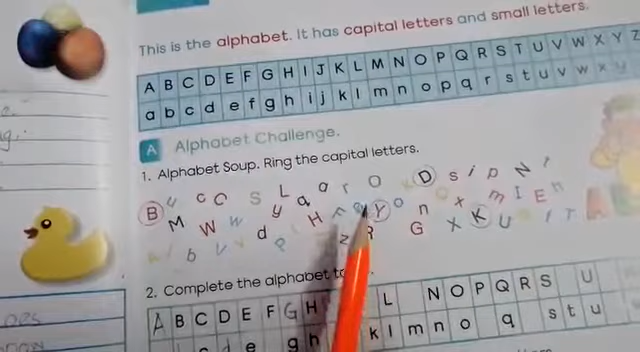 This is the alphabet. It has capital letters and small letters.
A B C D E F G H I J K L M N O P Q R S T U V W X Y Z
a b c d e f g h i j k l m n o p q r s t u v w x y
A Alphabet Challenge.
1. Alphabet Soup. Ring the capital letters.
B u c C S L a a r O D s i p N
M W w y H Y o n x m I E n
b v d e z R G X K U I T A
2. Complete the alphabet
A B C D E F G H L N O P Q R S U
d e g h k l m n o q s t u
oes